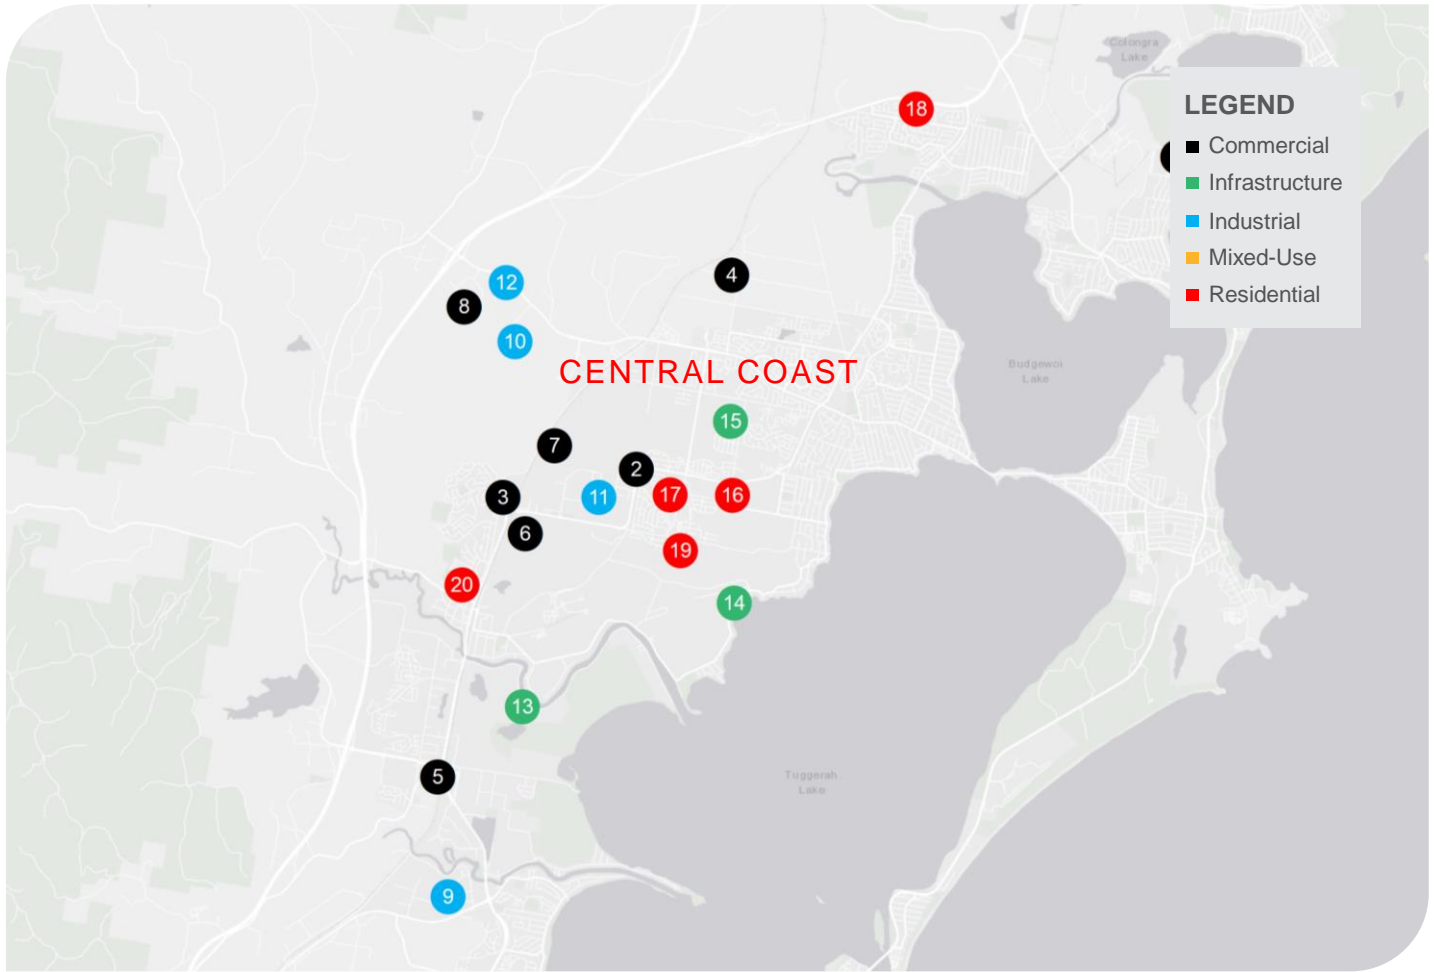 Colongra
Lake
LEGEND
Commercial
Infrastructure
Industrial
Mixed-Use
Residential
18
4
12
8
10
CENTRAL COAST
Budgewoi
Lake
15
7
2
3
11
17
16
6
19
20
14
13
5
Tuggerah
Lake
9